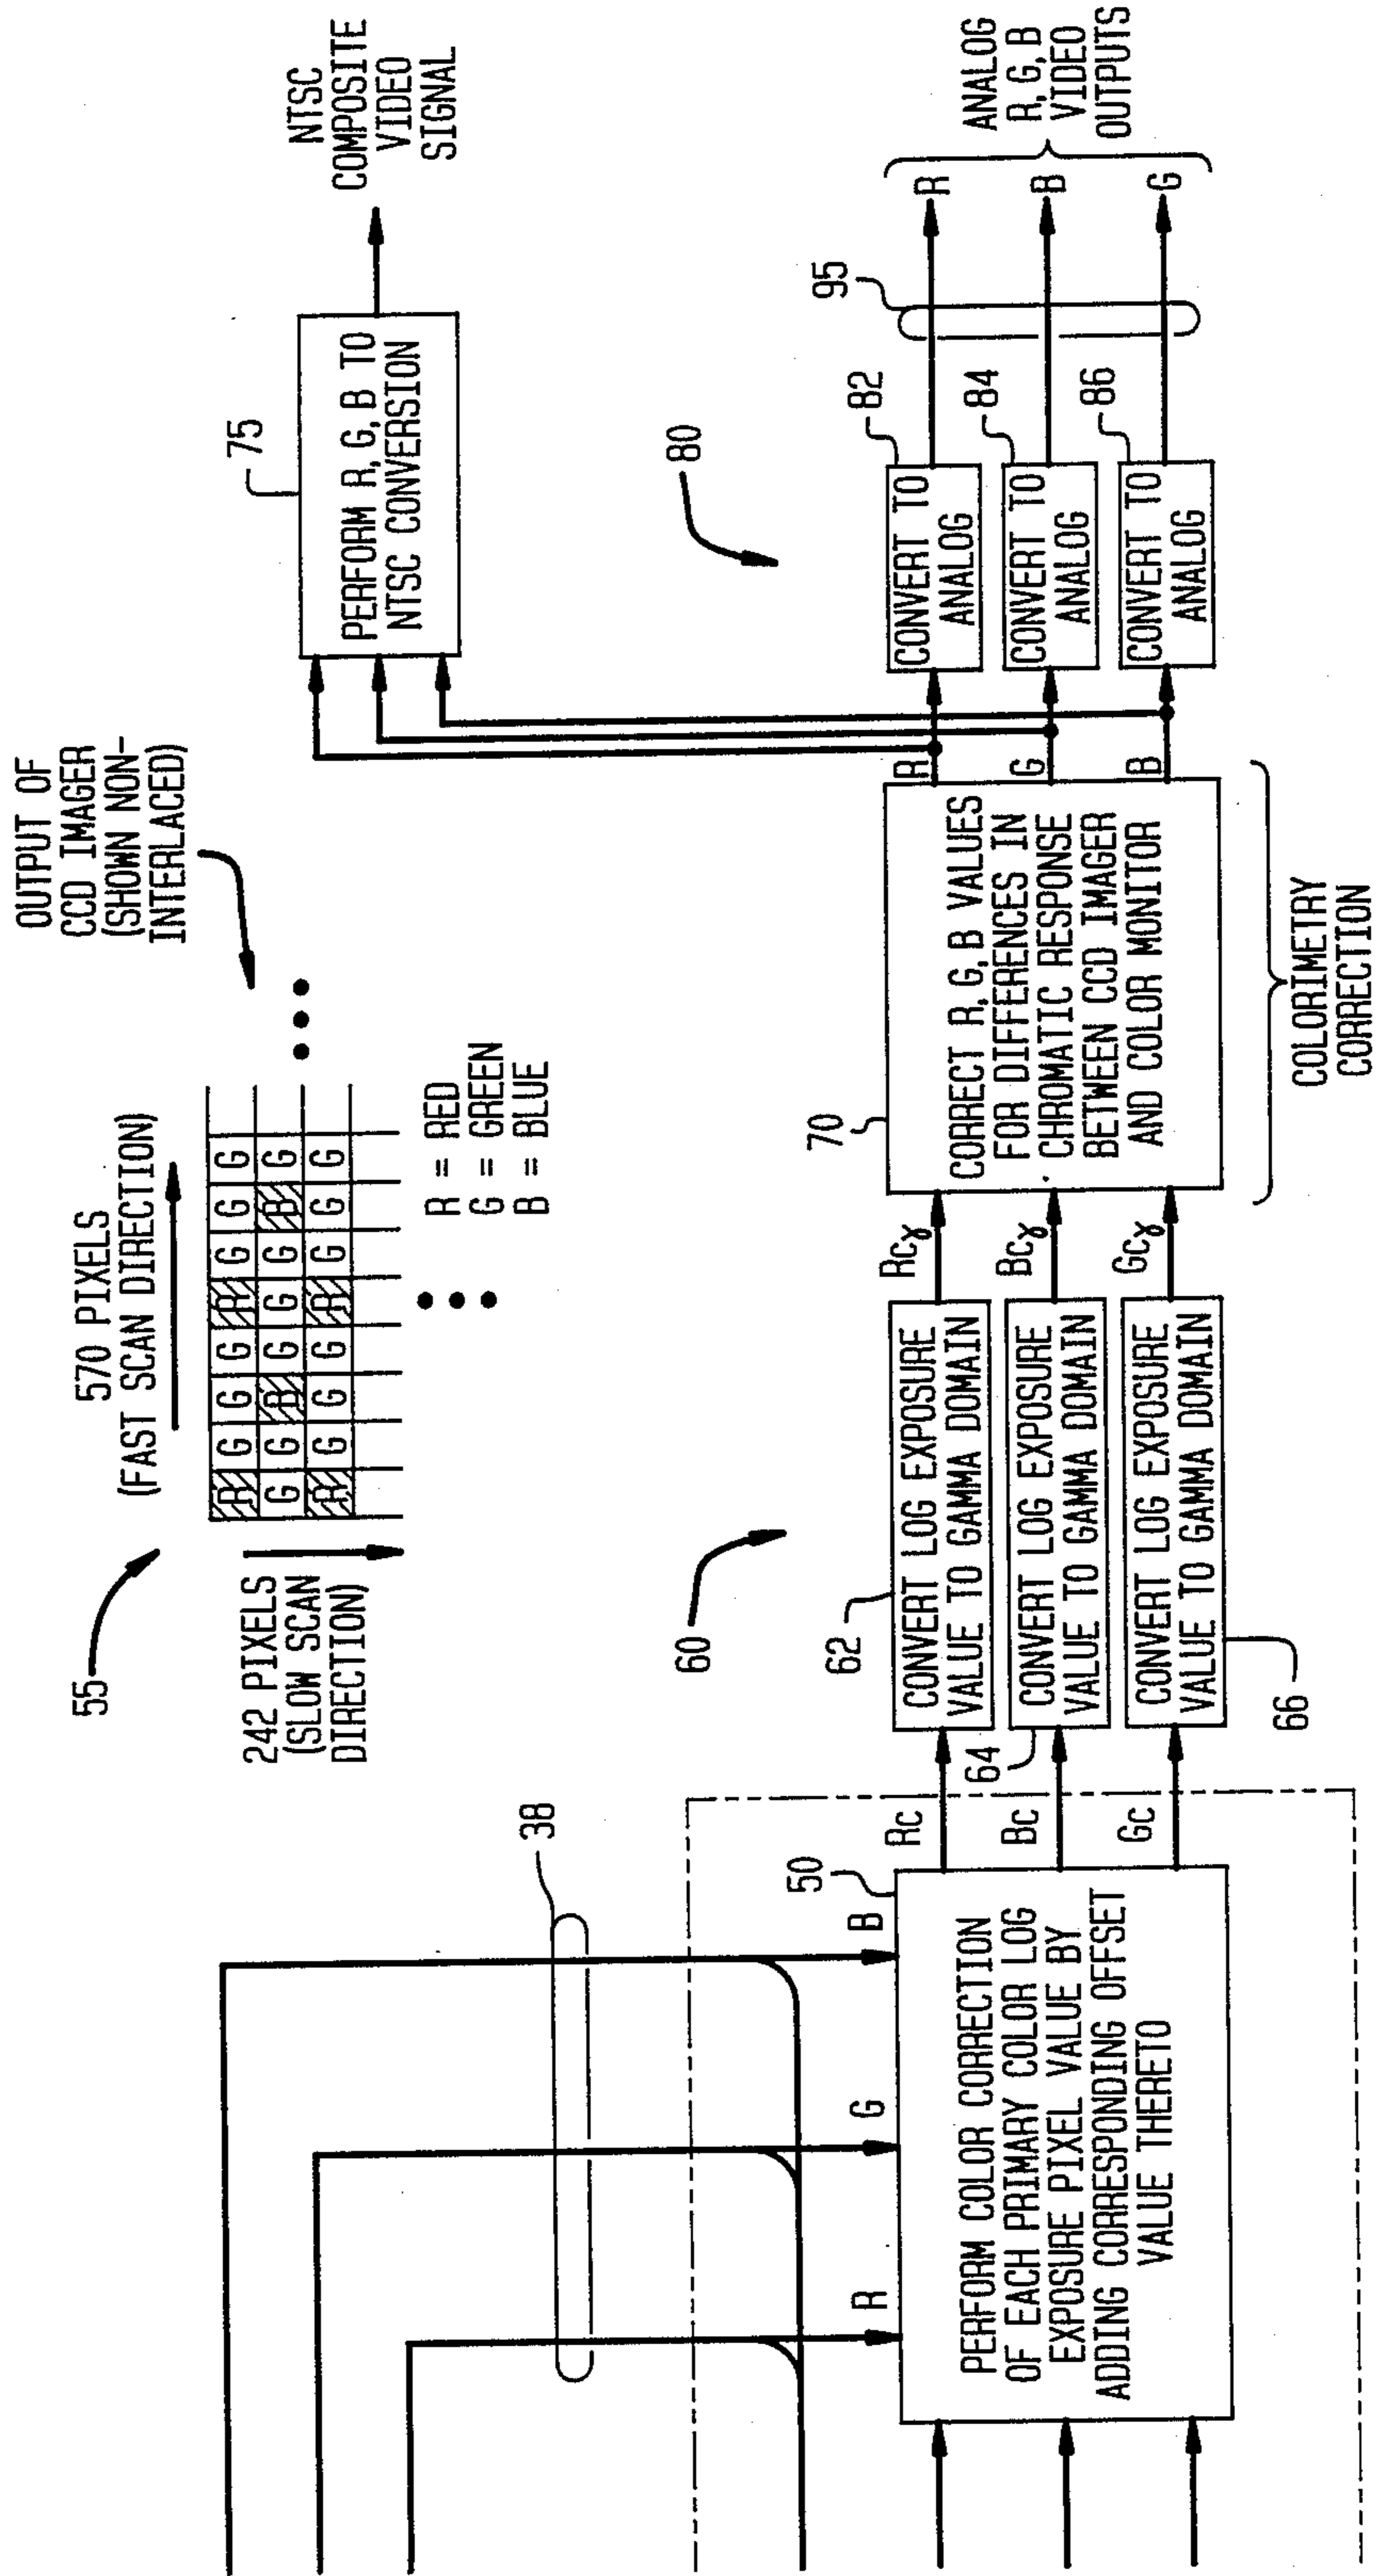 OUTPUT OF
CCD IMAGER
(SHOWN NON-
INTERLACED)
570 PIXELS
(FAST SCAN DIRECTION)
55
242 PIXELS
(SLOW SCAN
DIRECTION)
R G G G R G G G
G G B G G G B G
R G G G R G G G
R = RED
G = GREEN
B = BLUE
75
PERFORM R, G, B TO
NTSC CONVERSION
NTSC
COMPOSITE
VIDEO
SIGNAL
38
R
G
B
50
PERFORM COLOR CORRECTION
OF EACH PRIMARY COLOR LOG
EXPOSURE PIXEL VALUE BY
ADDING CORRESPONDING OFFSET
VALUE THERETO
Rc
Bc
Gc
60
62
CONVERT LOG EXPOSURE
VALUE TO GAMMA DOMAIN
64
CONVERT LOG EXPOSURE
VALUE TO GAMMA DOMAIN
66
CONVERT LOG EXPOSURE
VALUE TO GAMMA DOMAIN
Rcγ
Bcγ
Gcγ
70
CORRECT R, G, B VALUES
FOR DIFFERENCES IN
CHROMATIC RESPONSE
BETWEEN CCD IMAGER
AND COLOR MONITOR
COLORIMETRY
CORRECTION
R
G
B
80
82
CONVERT TO
ANALOG
84
CONVERT TO
ANALOG
86
CONVERT TO
ANALOG
95
R
B
G
ANALOG
R, G, B
VIDEO
OUTPUTS